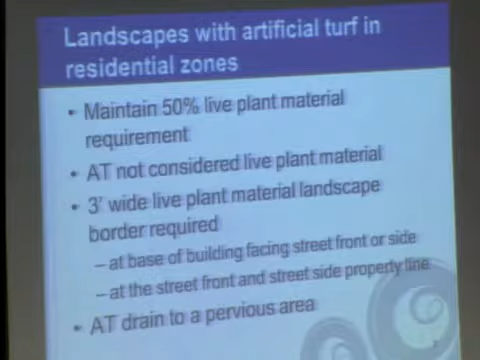 Landscapes with artificial turf in
residential zones
• Maintain 50% live plant material
requirement
• AT not considered live plant material
• 3' wide live plant material landscape
border required
– at base of building facing street front or side
– at the street front and street side property line
• AT drain to a pervious area